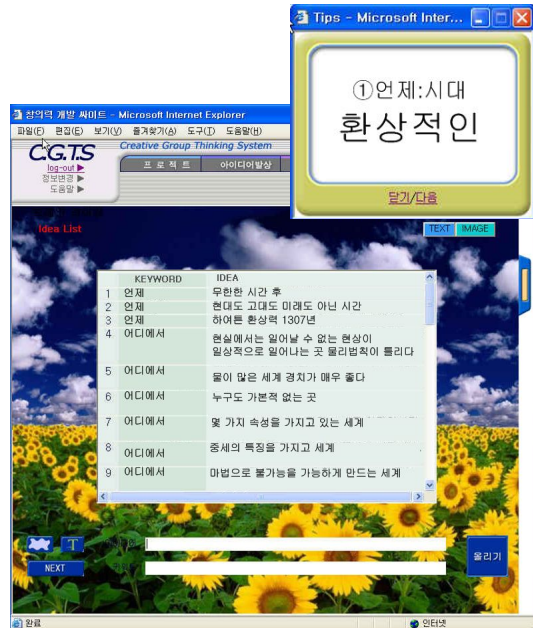 Tips - Microsoft Inter...
①언제:시대
환상적인
닫기/다음
창의력 개발 싸이트 - Microsoft Internet Explorer
파일(F) 편집(E) 보기(V) 즐겨찾기(A) 도구(T) 도움말(H)
C.G.T.S
Creative Group Thinking System
log-out ▶
정보변경 ▶
도움말 ▶
프로젝트 아이디어발상
Idea List
TEXT IMAGE
KEYWORD IDEA
1 언제 무한한 시간 후
2 언제 현대도 고대도 미래도 아닌 시간
3 언제 하여튼 환상력 1307년
4 어디에서 현실에서는 일어날 수 없는 현상이
일상적으로 일어나는 곳 물리법칙이 틀리다
5 어디에서 물이 많은 세계 경치가 매우 좋다
6 어디에서 누구도 가본적 없는 곳
7 어디에서 몇 가지 속성을 가지고 있는 세계
8 어디에서 중세의 특징을 가지고 세계
9 어디에서 마법으로 불가능을 가능하게 만드는 세계
T
NEXT
올리기
완료
인터넷